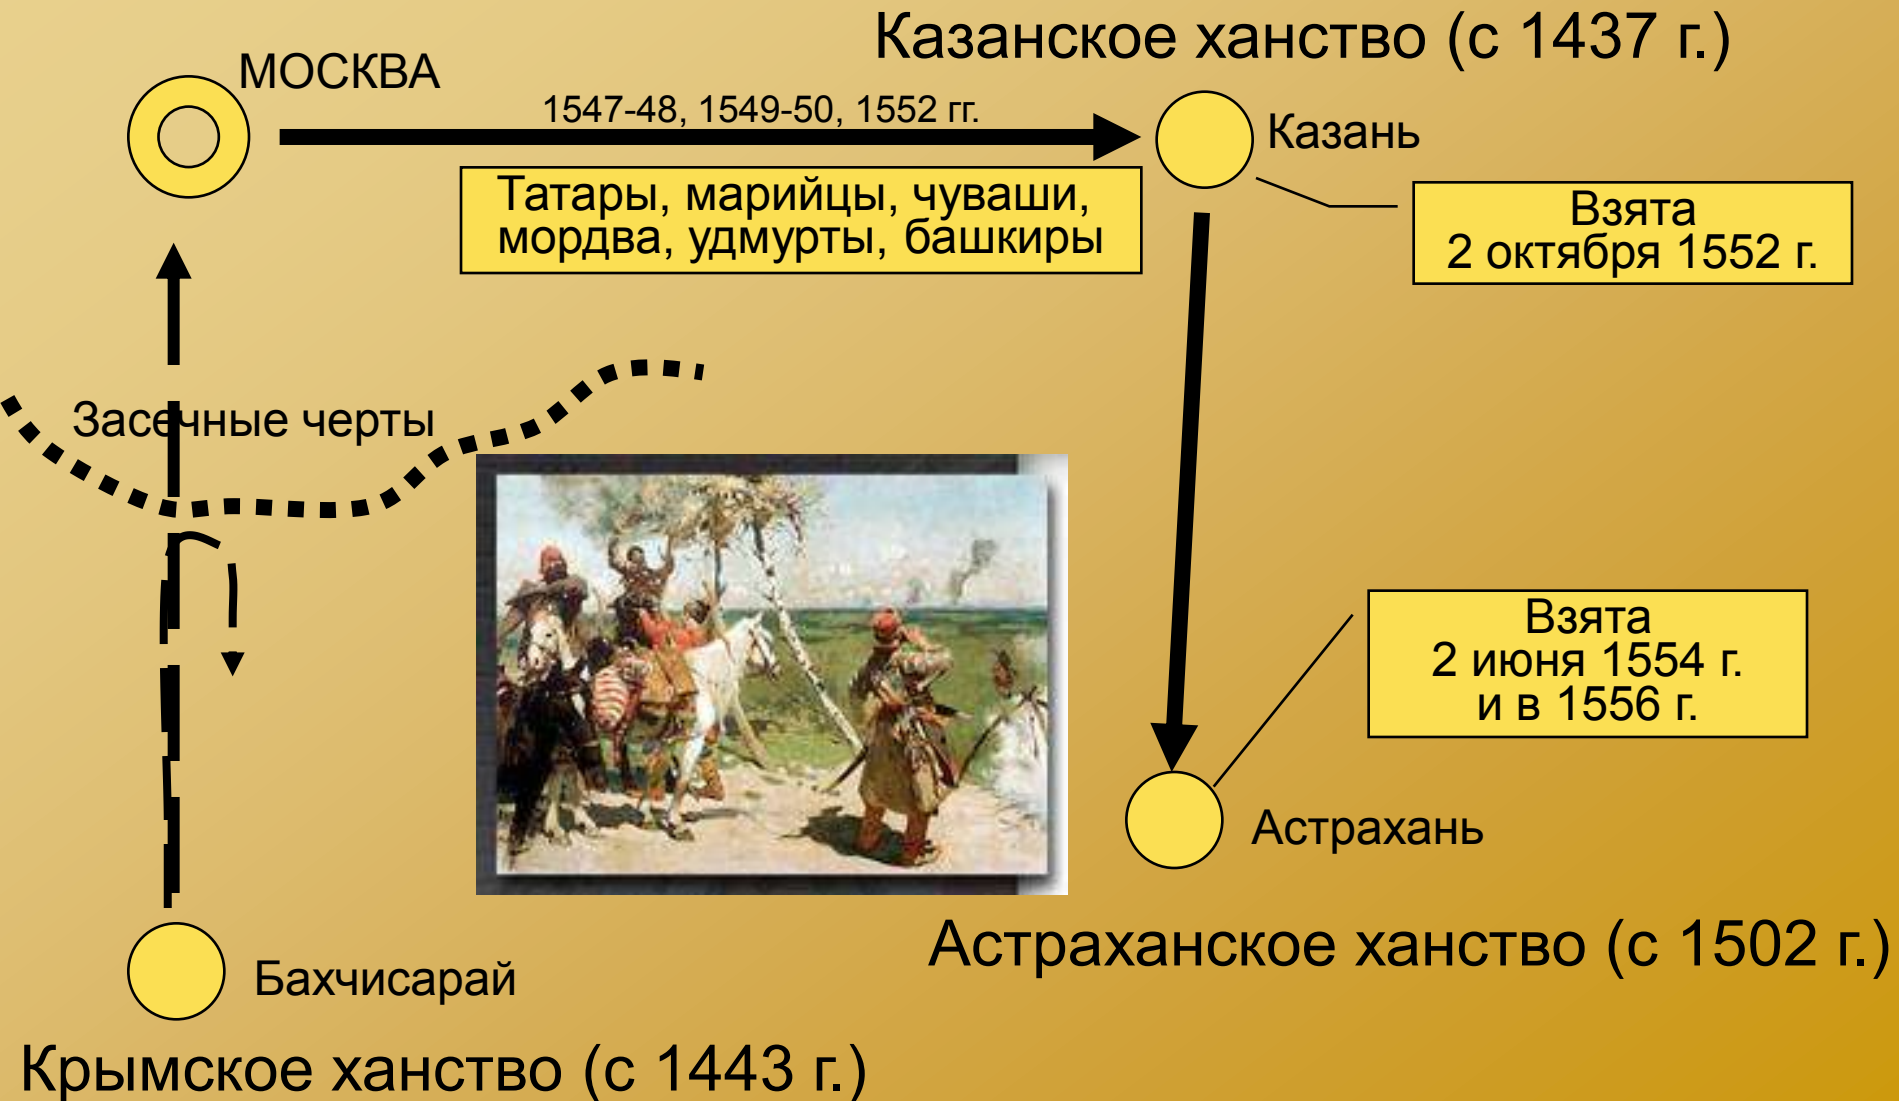 Казанское ханство (с 1437 г.)
МОСКВА
1547-48, 1549-50, 1552 гг.
Казань
Татары, марийцы, чуваши,
мордва, удмурты, башкиры
Взята
2 октября 1552 г.
Засечные черты
Взята
2 июня 1554 г.
и в 1556 г.
Астрахань
Астраханское ханство (с 1502 г.)
Бахчисарай
Крымское ханство (с 1443 г.)